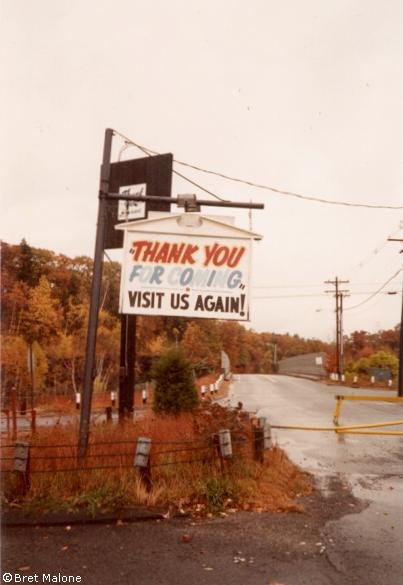 "THANK YOU
FOR COMING"
VISIT US AGAIN!
©Bret Malone